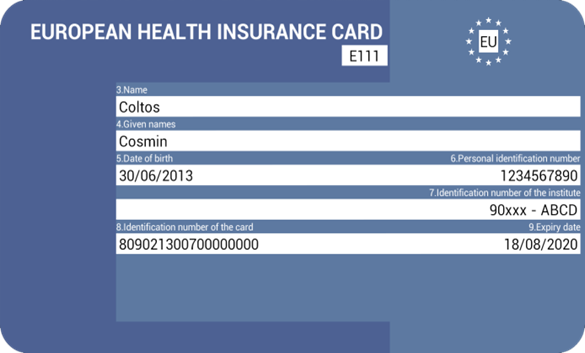 EUROPEAN HEALTH INSURANCE CARD
E111
EU
3.Name
Coltos
4.Given names
Cosmin
5.Date of birth 6.Personal identification number
30/06/2013 1234567890
7.Identification number of the institute
90xxx - ABCD
8.Identification number of the card 9.Expiry date
809021300700000000 18/08/2020